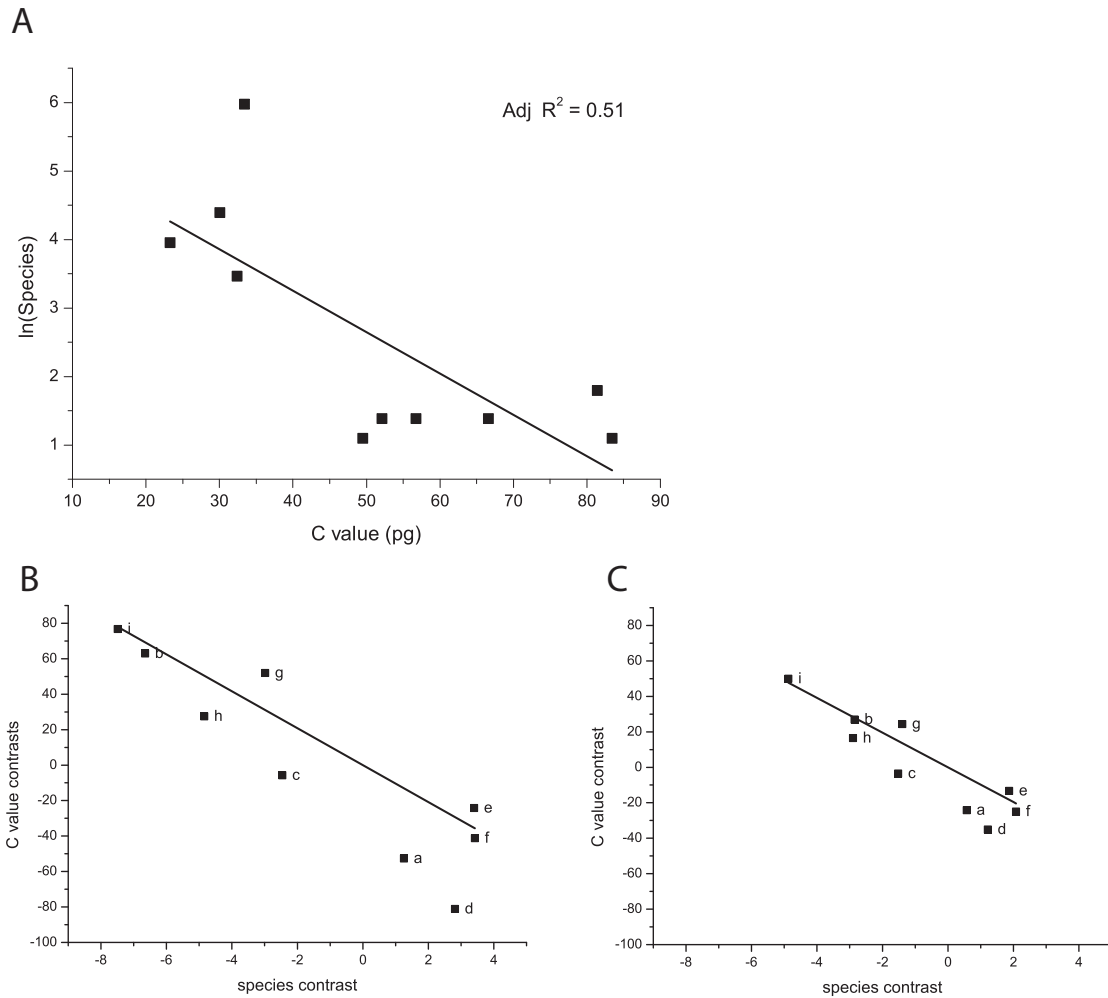 A
Adj R² = 0.51
6
5
4
3
2
1
ln(Species)
10 20 30 40 50 60 70 80 90
C value (pg)
B
80
60
40
20
0
-20
-40
-60
-80
-100
C value contrasts
i
b
g
h
c
e
f
a
d
-8 -6 -4 -2 0 2 4
species contrast
C
80
60
40
20
0
-20
-40
-60
-80
-100
C value contrast
i
b
g
h
c
e
a
f
d
-8 -6 -4 -2 0 2 4
species contrast